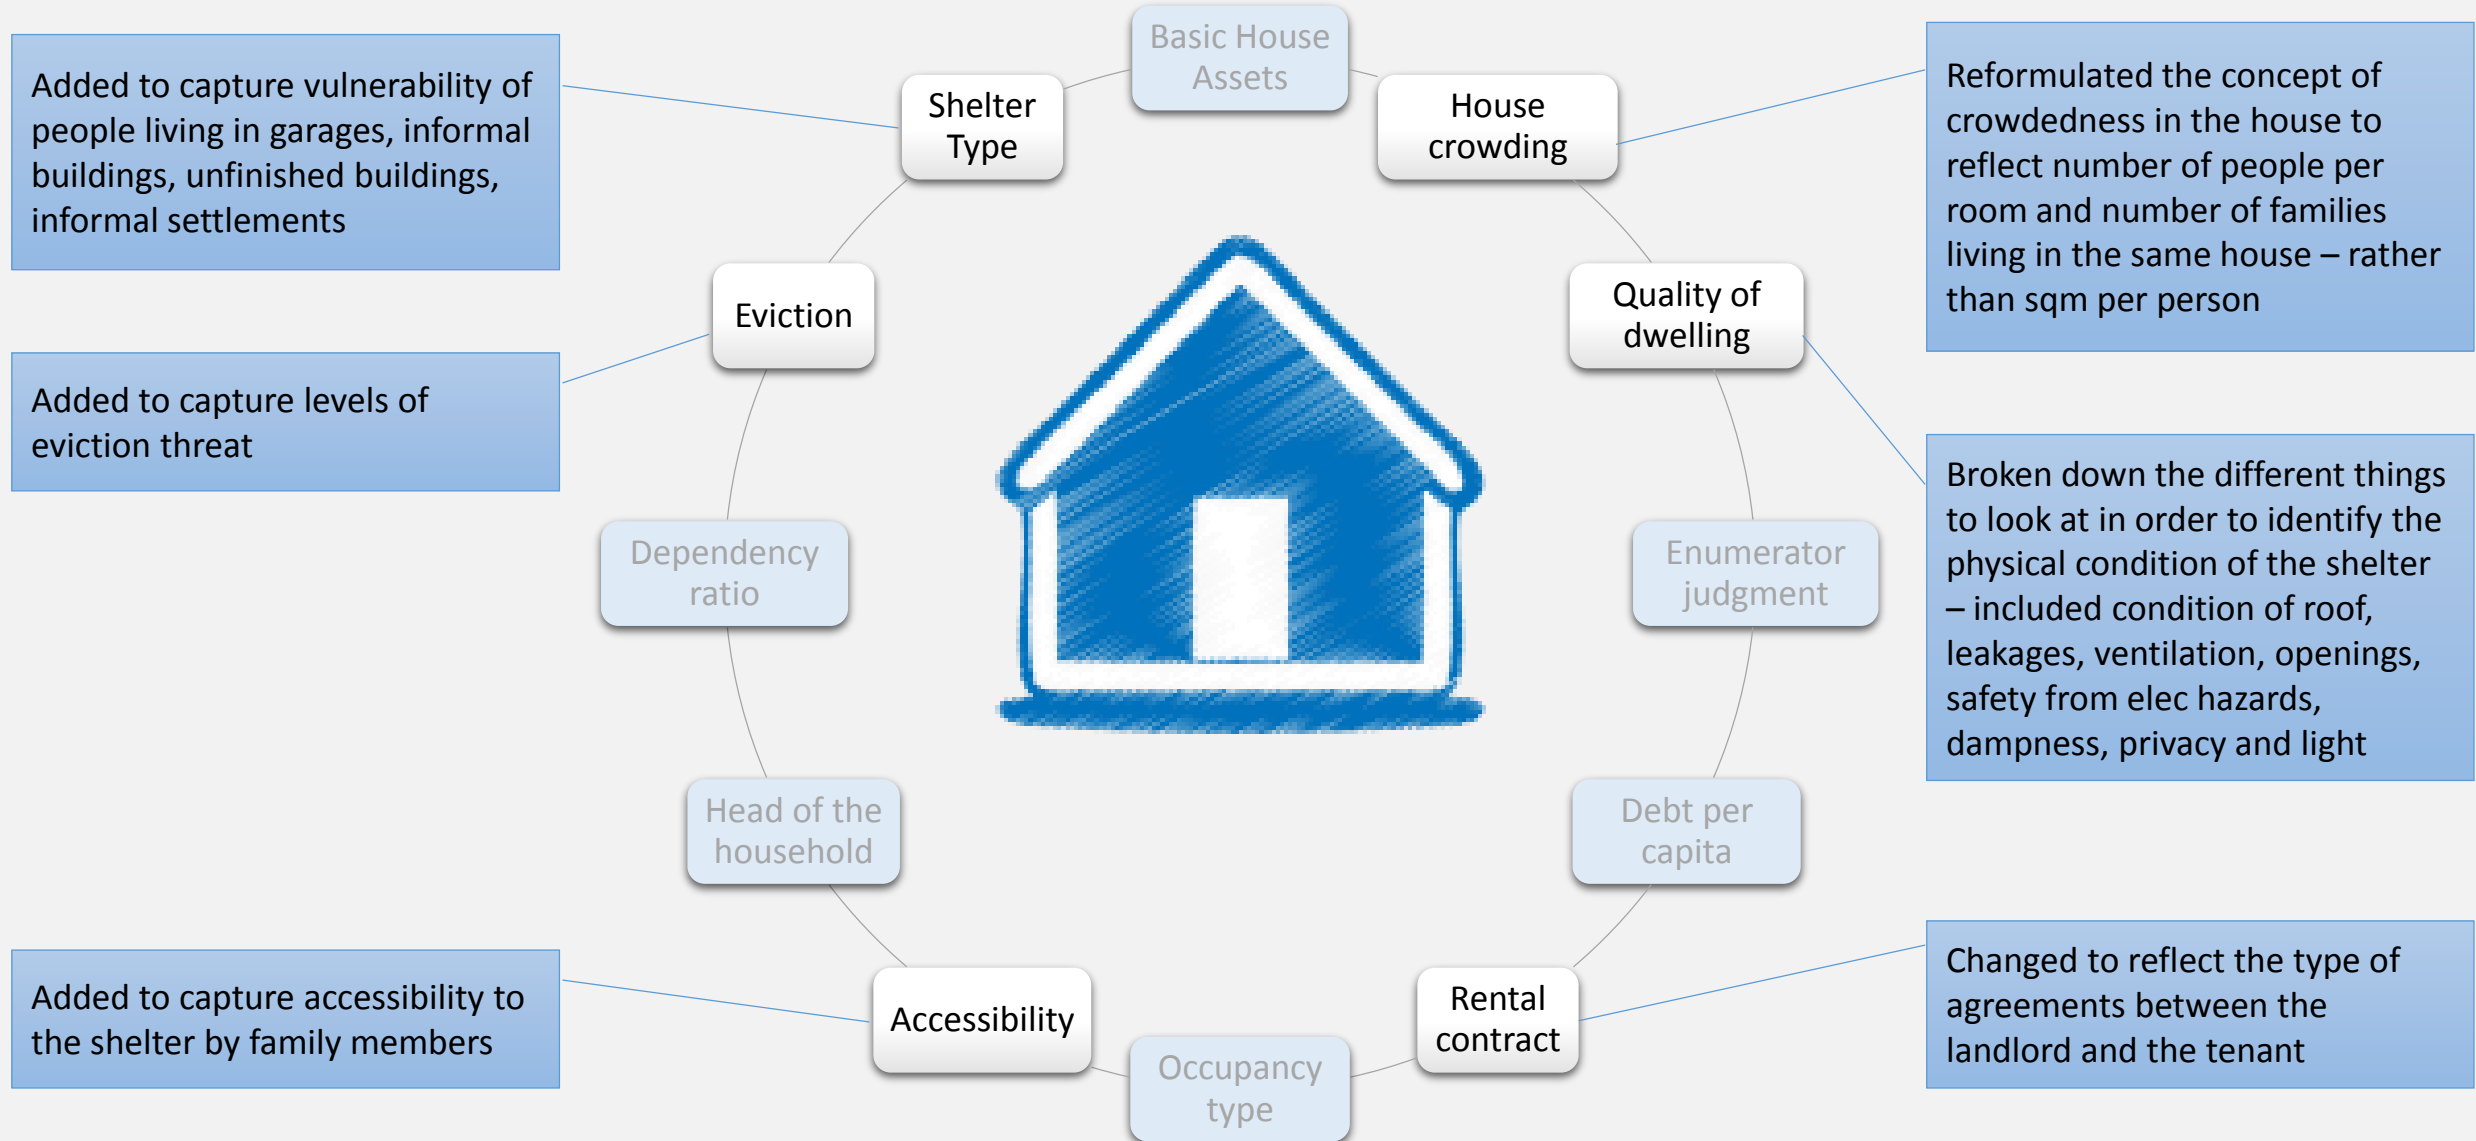 Basic House
Assets
Added to capture vulnerability of
people living in garages, informal
buildings, unfinished buildings,
informal settlements
Shelter
Type
House
crowding
Reformulated the concept of
crowdedness in the house to
reflect number of people per
room and number of families
living in the same house – rather
than sqm per person
Eviction
Quality of
dwelling
Added to capture levels of
eviction threat
Broken down the different things
to look at in order to identify the
physical condition of the shelter
– included condition of roof,
leakages, ventilation, openings,
safety from elec hazards,
dampness, privacy and light
Dependency
ratio
Enumerator
judgment
Head of the
household
Debt per
capita
Added to capture accessibility to
the shelter by family members
Accessibility
Rental
contract
Changed to reflect the type of
agreements between the
landlord and the tenant
Occupancy
type